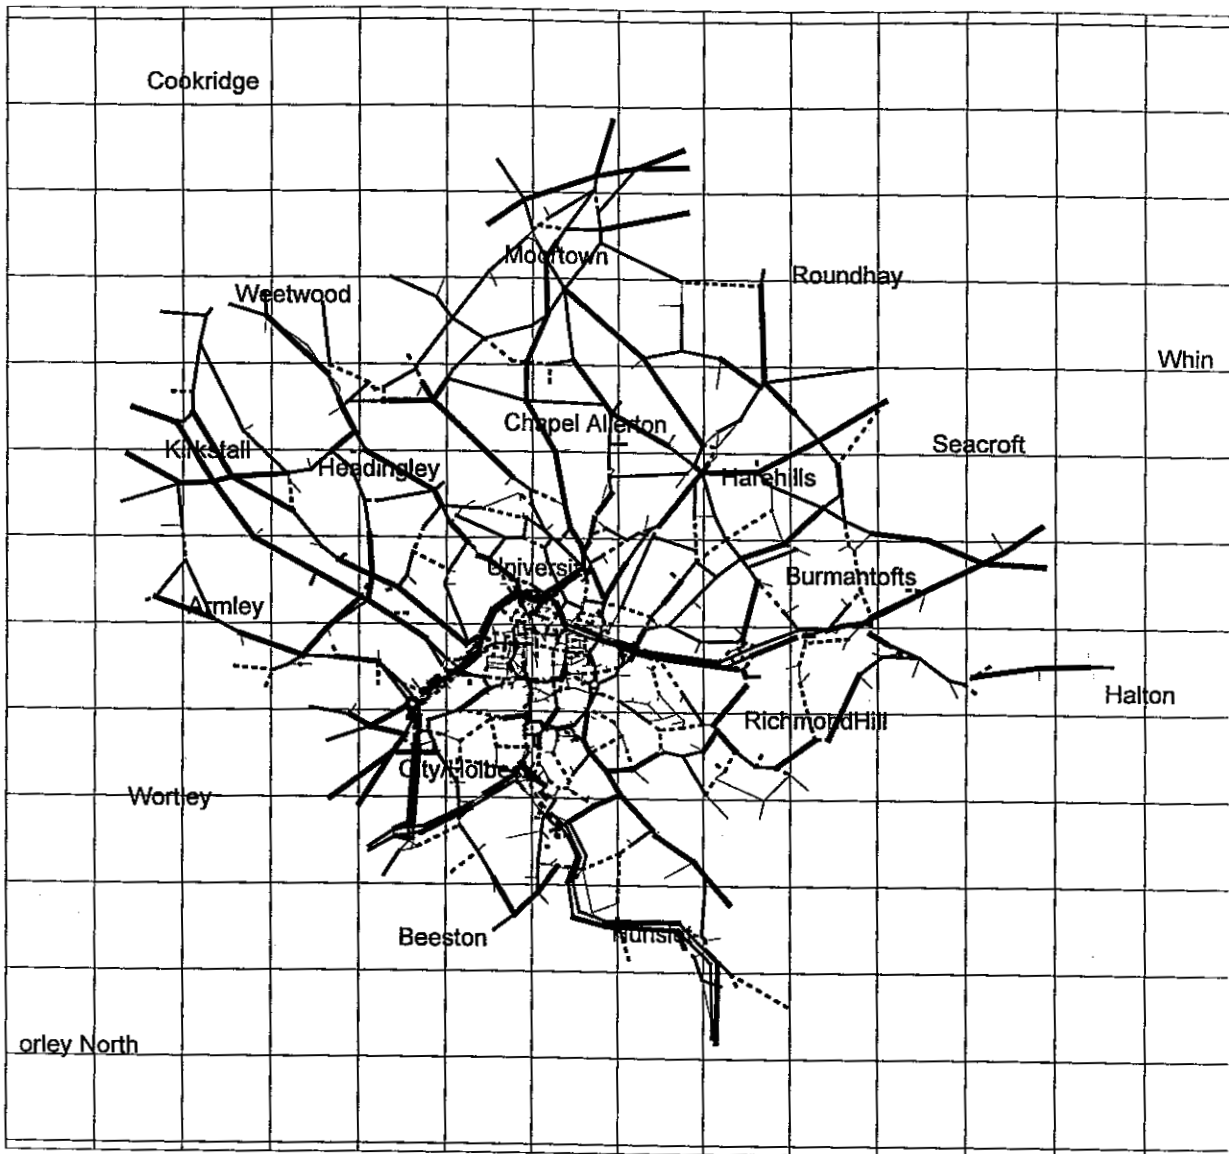 Cookridge
Moortown
Roundhay
Weetwood
Whin
Chapel Allerton
Seacroft
Kirkstall
Headingley
Harehills
University
Burmantofts
Armley
Halton
RichmondHill
City/Holbeck
Wortley
Beeston
Hunslet
orley North